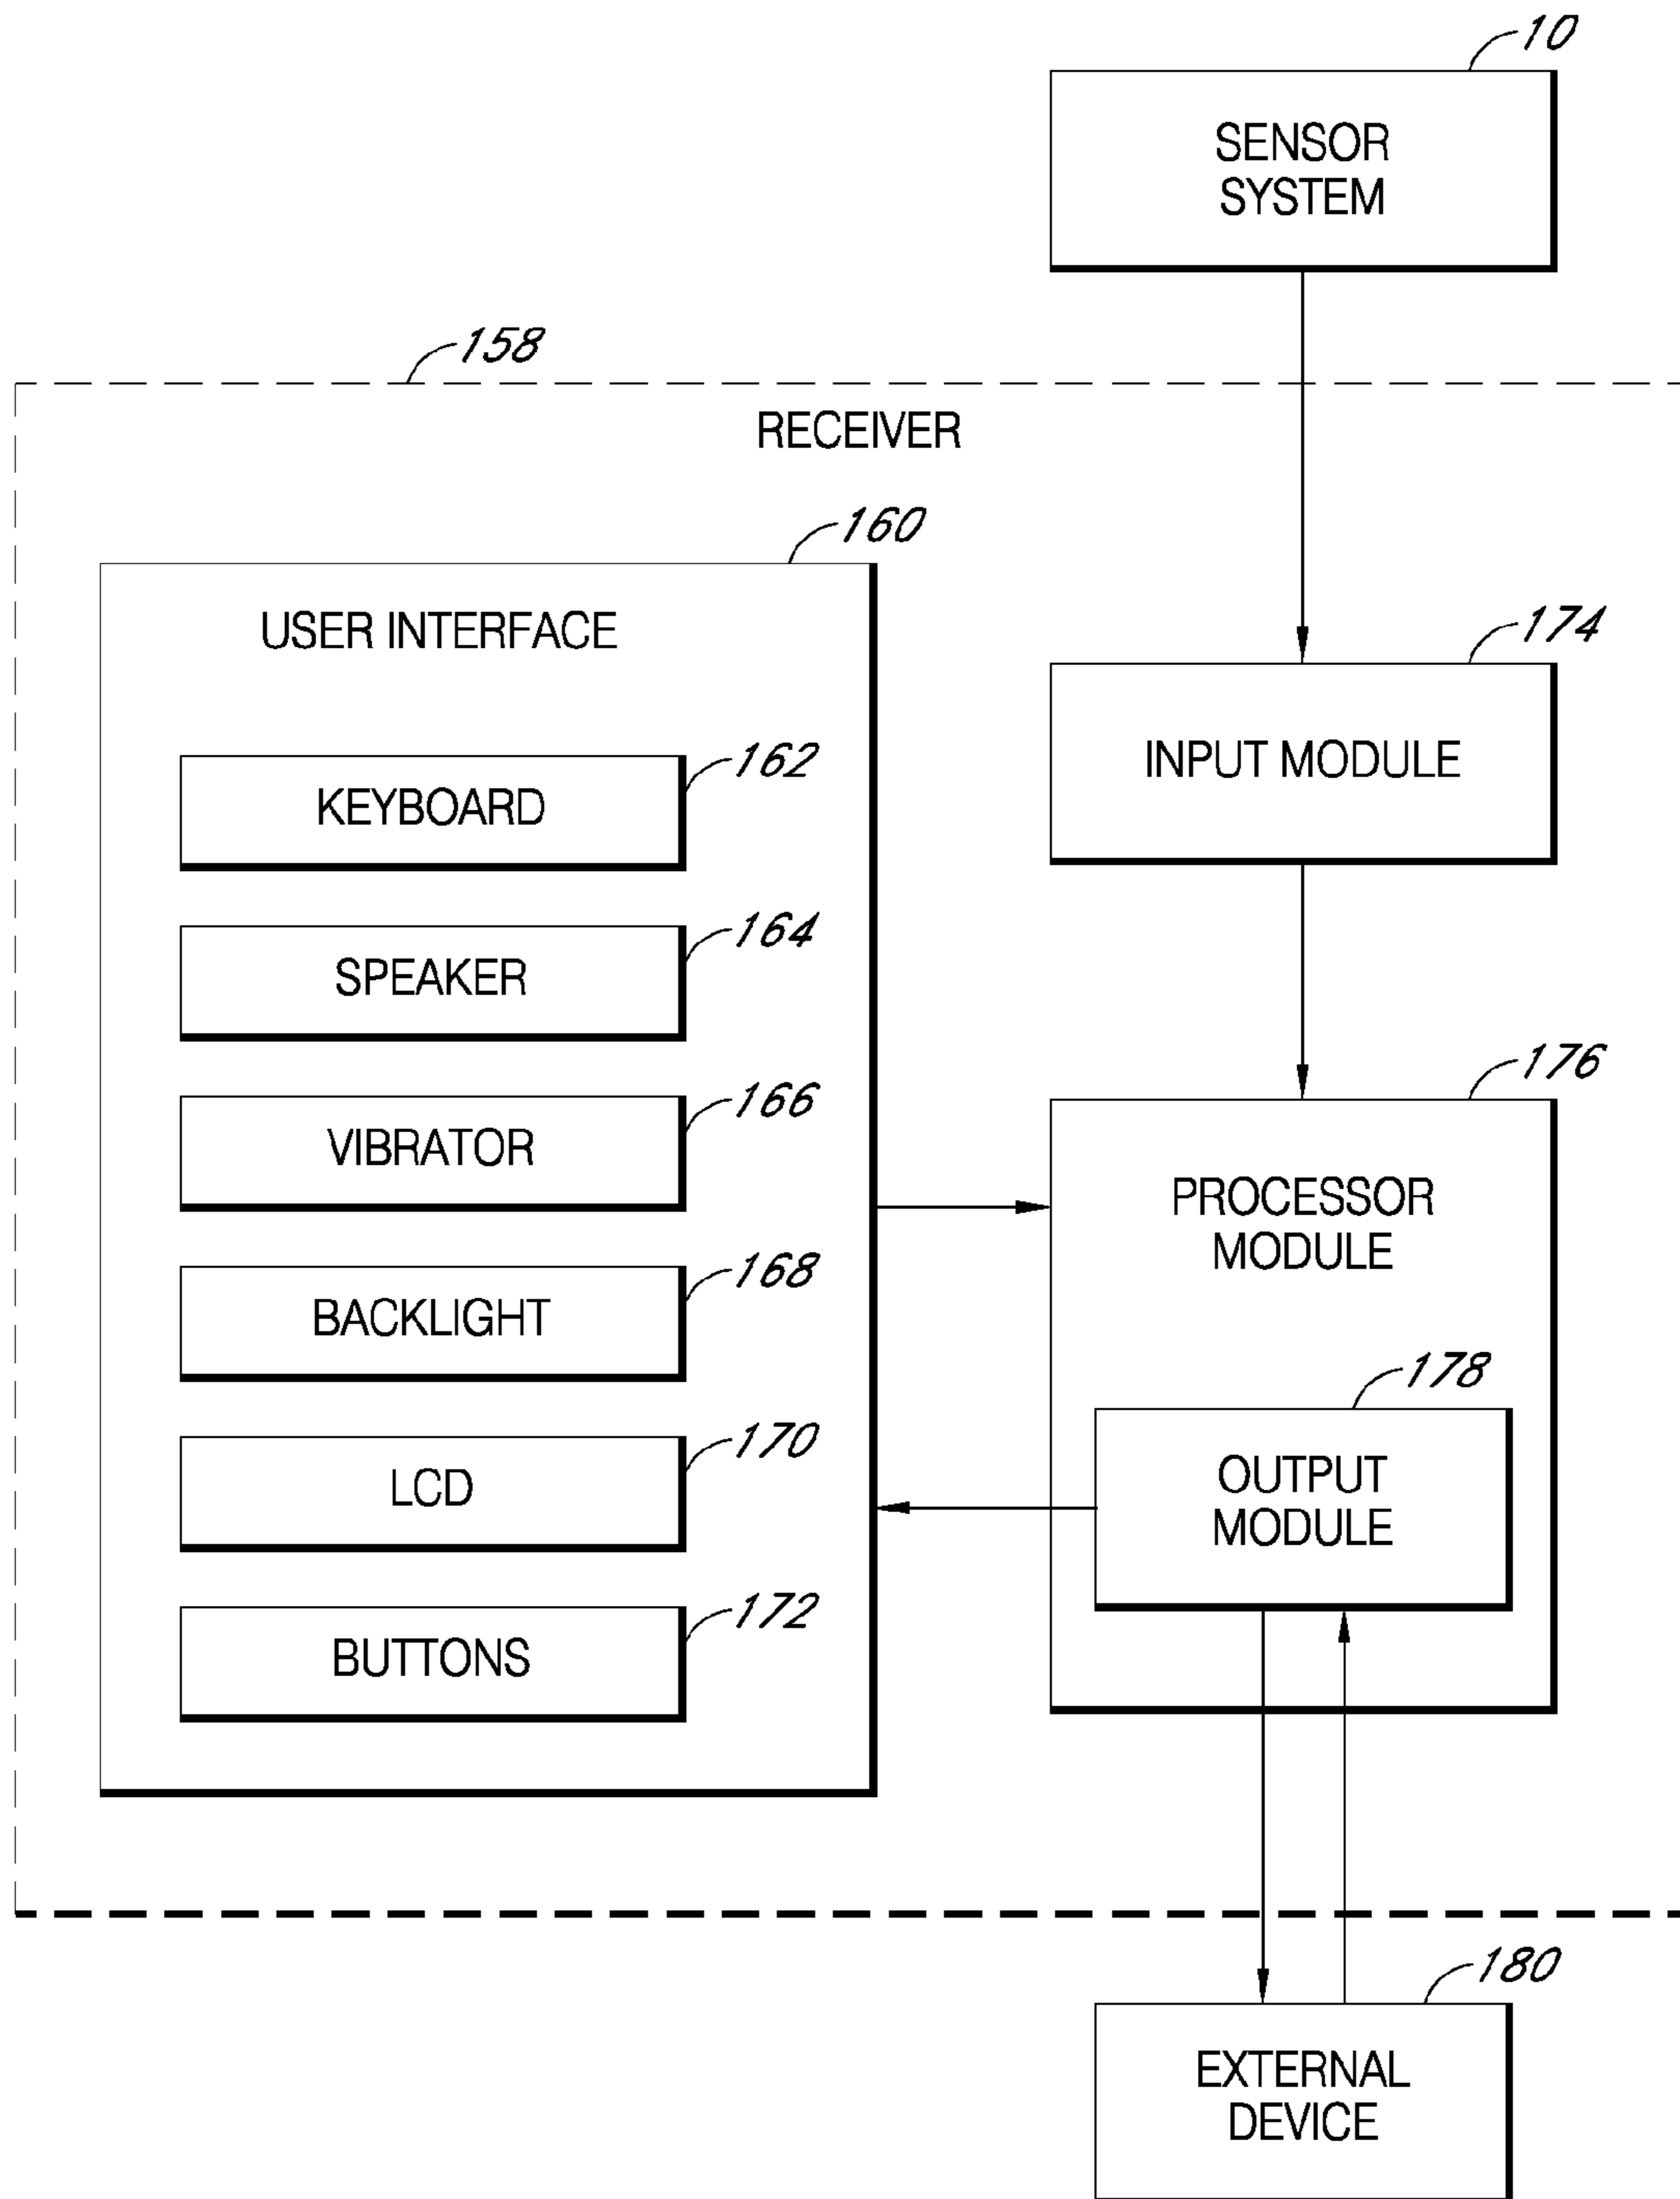 10
SENSOR
SYSTEM
158
RECEIVER
160
USER INTERFACE
174
INPUT MODULE
162
KEYBOARD
164
SPEAKER
166
VIBRATOR
176
PROCESSOR
MODULE
168
BACKLIGHT
178
OUTPUT
MODULE
170
LCD
172
BUTTONS
180
EXTERNAL
DEVICE